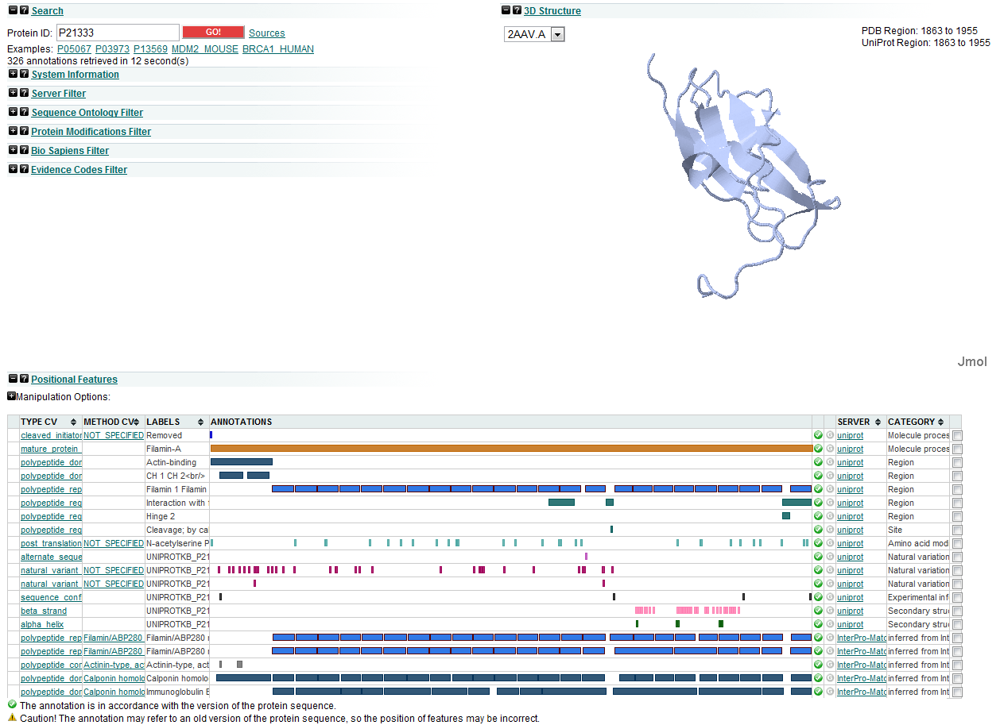 Search
3D Structure
Protein ID: P21333 GO! Sources
2AAV.A
PDB Region: 1863 to 1955
UniProt Region: 1863 to 1955
Examples: P05067 P03973 P13569 MDM2_MOUSE BRCA1_HUMAN
326 annotations retrieved in 12 second(s)
System Information
Server Filter
Sequence Ontology Filter
Protein Modifications Filter
Bio Sapiens Filter
Evidence Codes Filter
Jmol
Positional Features
Manipulation Options:
TYPE CV METHOD CV LABELS ANNOTATIONS SERVER CATEGORY
cleaved_initiator NOT_SPECIFIED Removed uniprot Molecule proces
mature_protein_ Filamin-A uniprot Molecule proces
polypeptide_dor Actin-binding uniprot Region
polypeptide_dor CH 1 CH 2<br/> uniprot Region
polypeptide_rep Filamin 1 Filamin uniprot Region
polypeptide_reg Interaction with f uniprot Region
polypeptide_reg Hinge 2 uniprot Region
polypeptide_reg Cleavage; by ca uniprot Site
post_translation NOT_SPECIFIED N-acetylserine P uniprot Amino acid mod
alternate_seque UNIPROTKB_P21 uniprot Natural variation
natural_variant_ NOT_SPECIFIED UNIPROTKB_P21 uniprot Natural variation
natural_variant_ NOT_SPECIFIED UNIPROTKB_P21 uniprot Natural variation
sequence_conf UNIPROTKB_P21 uniprot Experimental inf
beta_strand UNIPROTKB_P21 uniprot Secondary struc
alpha_helix UNIPROTKB_P21 uniprot Secondary struc
polypeptide_rep Filamin/ABP280_ Filamin/ABP280 r InterPro-Matc inferred from Int
polypeptide_rep Filamin/ABP280_ Filamin/ABP280 r InterPro-Matc inferred from Int
polypeptide_cor Actinin-type, act Actinin-type, act InterPro-Matc inferred from Int
polypeptide_dor Calponin homolo Calponin homolo InterPro-Matc inferred from Int
polypeptide_dor Calponin homolo Immunoglobulin E InterPro-Matc inferred from Int
The annotation is in accordance with the version of the protein sequence.
Caution! The annotation may refer to an old version of the protein sequence, so the position of features may be incorrect.